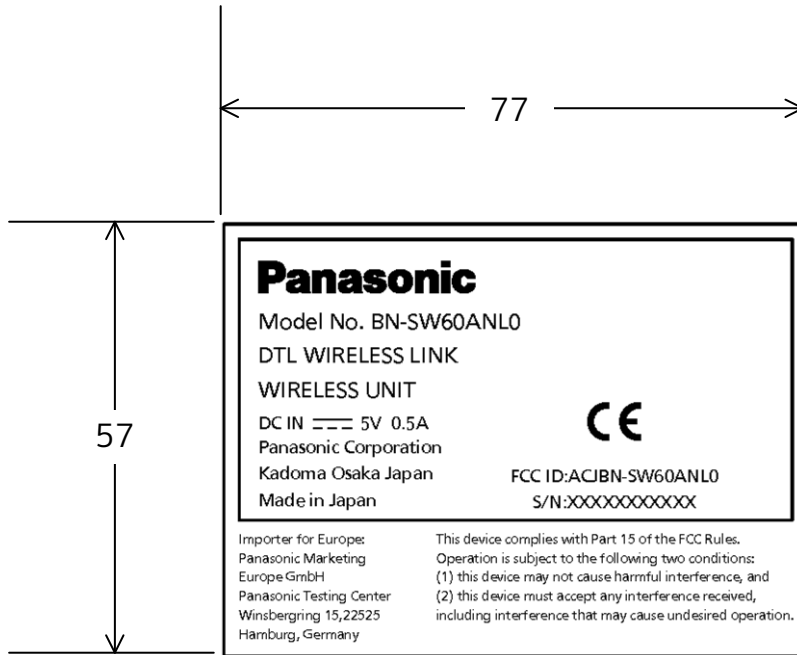 77
57
Panasonic
Model No. BN-SW60ANL0
DTL WIRELESS LINK
WIRELESS UNIT
DC IN 5V 0.5A
Panasonic Corporation
Kadoma Osaka Japan
Made in Japan
CE
FCC ID:ACJBN-SW60ANL0
S/N:XXXXXXXXXXX
Importer for Europe:
Panasonic Marketing
Europe GmbH
Panasonic Testing Center
Winsbergring 15,22525
Hamburg, Germany
This device complies with Part 15 of the FCC Rules.
Operation is subject to the following two conditions:
(1) this device may not cause harmful interference, and
(2) this device must accept any interference received,
including interference that may cause undesired operation.